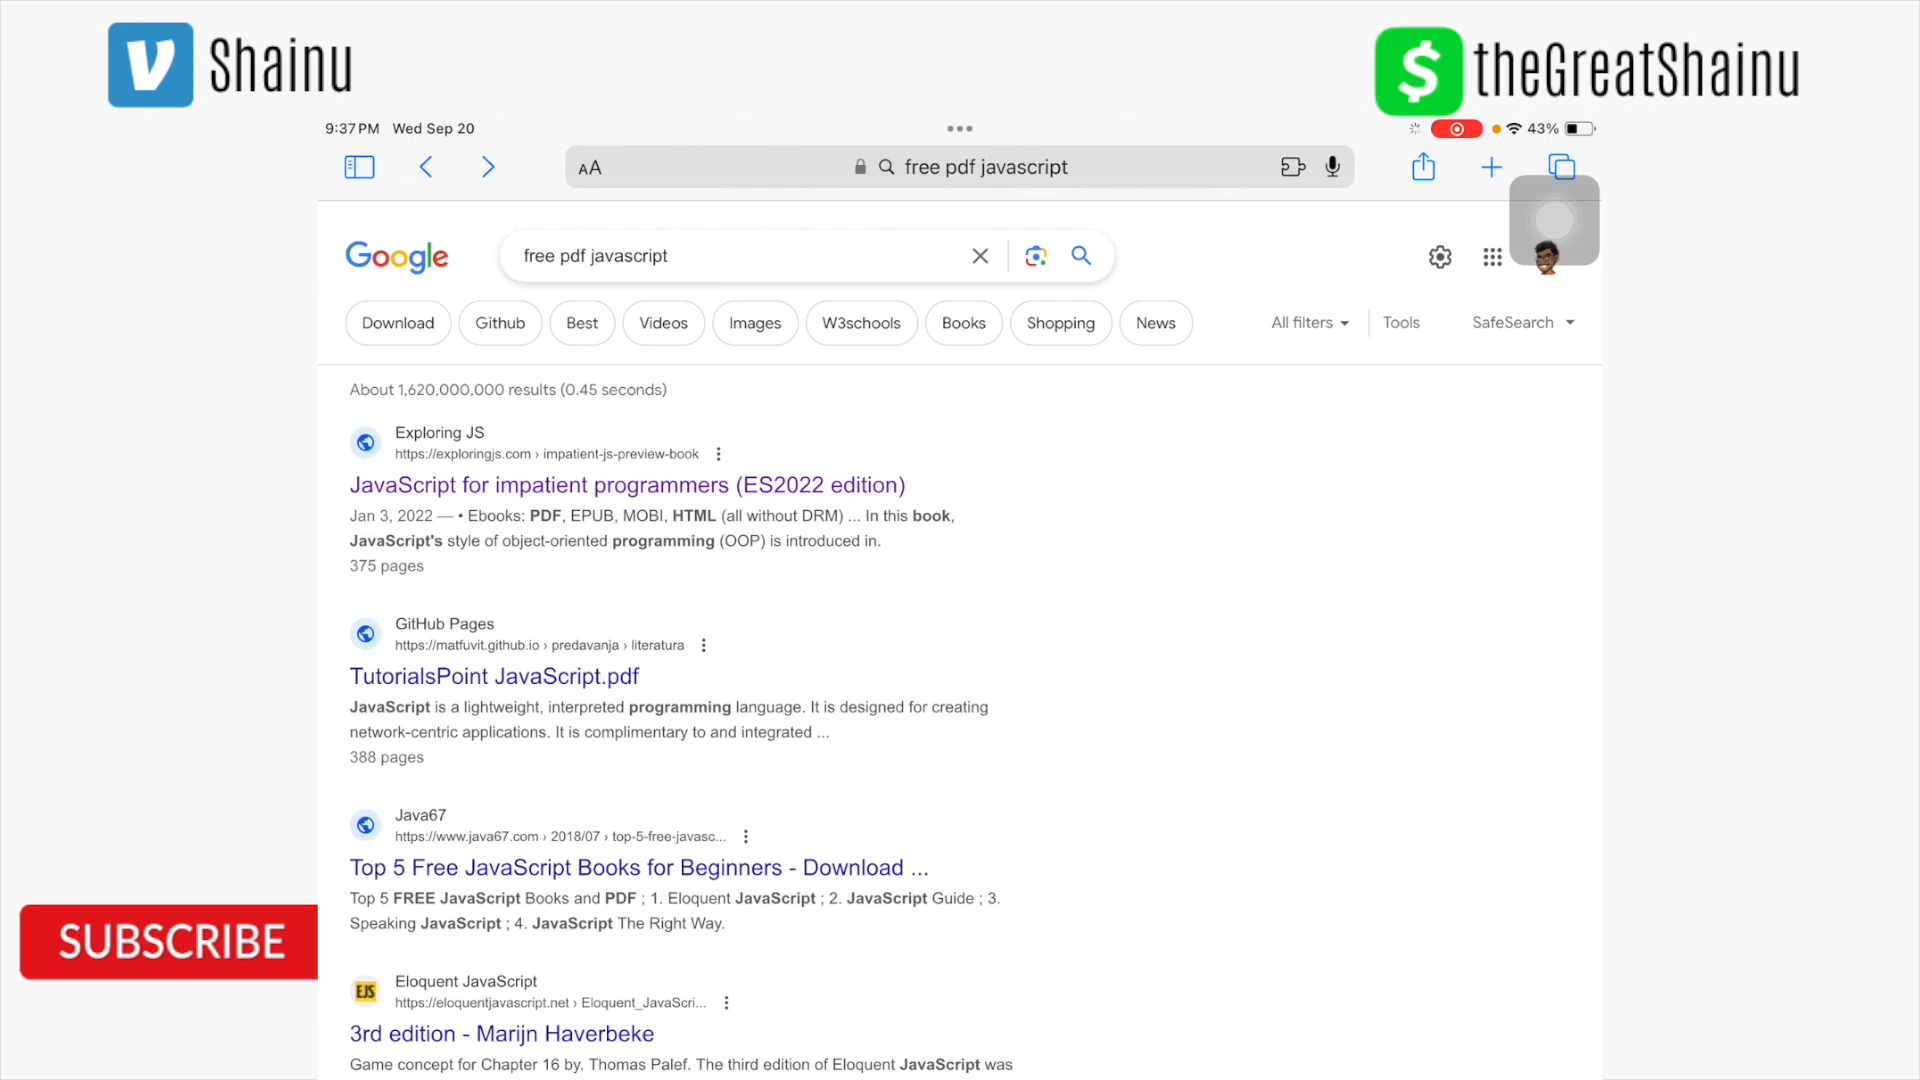 Shainu
theGreatShainu
9:37 PM Wed Sep 20
43%
AA free pdf javascript
Google
free pdf javascript
Download Github Best Videos Images W3schools Books Shopping News All filters Tools SafeSearch
About 1,620,000,000 results (0.45 seconds)
Exploring JS
https://exploringjs.com › impatient-js-preview-book
JavaScript for impatient programmers (ES2022 edition)
Jan 3, 2022 — • Ebooks: PDF, EPUB, MOBI, HTML (all without DRM) ... In this book,
JavaScript's style of object-oriented programming (OOP) is introduced in.
375 pages
GitHub Pages
https://matfuvit.github.io › predavanja › literatura
TutorialsPoint JavaScript.pdf
JavaScript is a lightweight, interpreted programming language. It is designed for creating
network-centric applications. It is complimentary to and integrated ...
388 pages
Java67
https://www.java67.com › 2018/07 › top-5-free-javasc...
Top 5 Free JavaScript Books for Beginners - Download ...
Top 5 FREE JavaScript Books and PDF ; 1. Eloquent JavaScript ; 2. JavaScript Guide ; 3.
Speaking JavaScript ; 4. JavaScript The Right Way.
SUBSCRIBE
EJS
Eloquent JavaScript
https://eloquentjavascript.net › Eloquent_JavaScri...
3rd edition - Marijn Haverbeke
Game concept for Chapter 16 by. Thomas Palef. The third edition of Eloquent JavaScript was